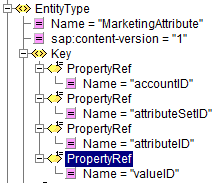 EntityType
Name = "MarketingAttribute"
sap:content-version = "1"
Key
PropertyRef
Name = "accountID"
PropertyRef
Name = "attributeSetID"
PropertyRef
Name = "attributeID"
PropertyRef
Name = "valueID"